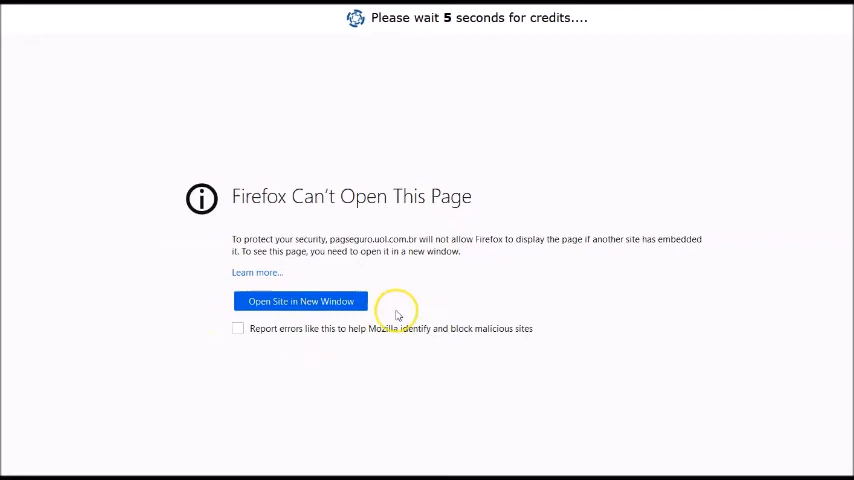 Please wait 5 seconds for credits....
Firefox Can't Open This Page
To protect your security, pagseguro.uol.com.br will not allow Firefox to display the page if another site has embedded
it. To see this page, you need to open it in a new window.
Learn more...
Open Site in New Window
Report errors like this to help Mozilla identify and block malicious sites